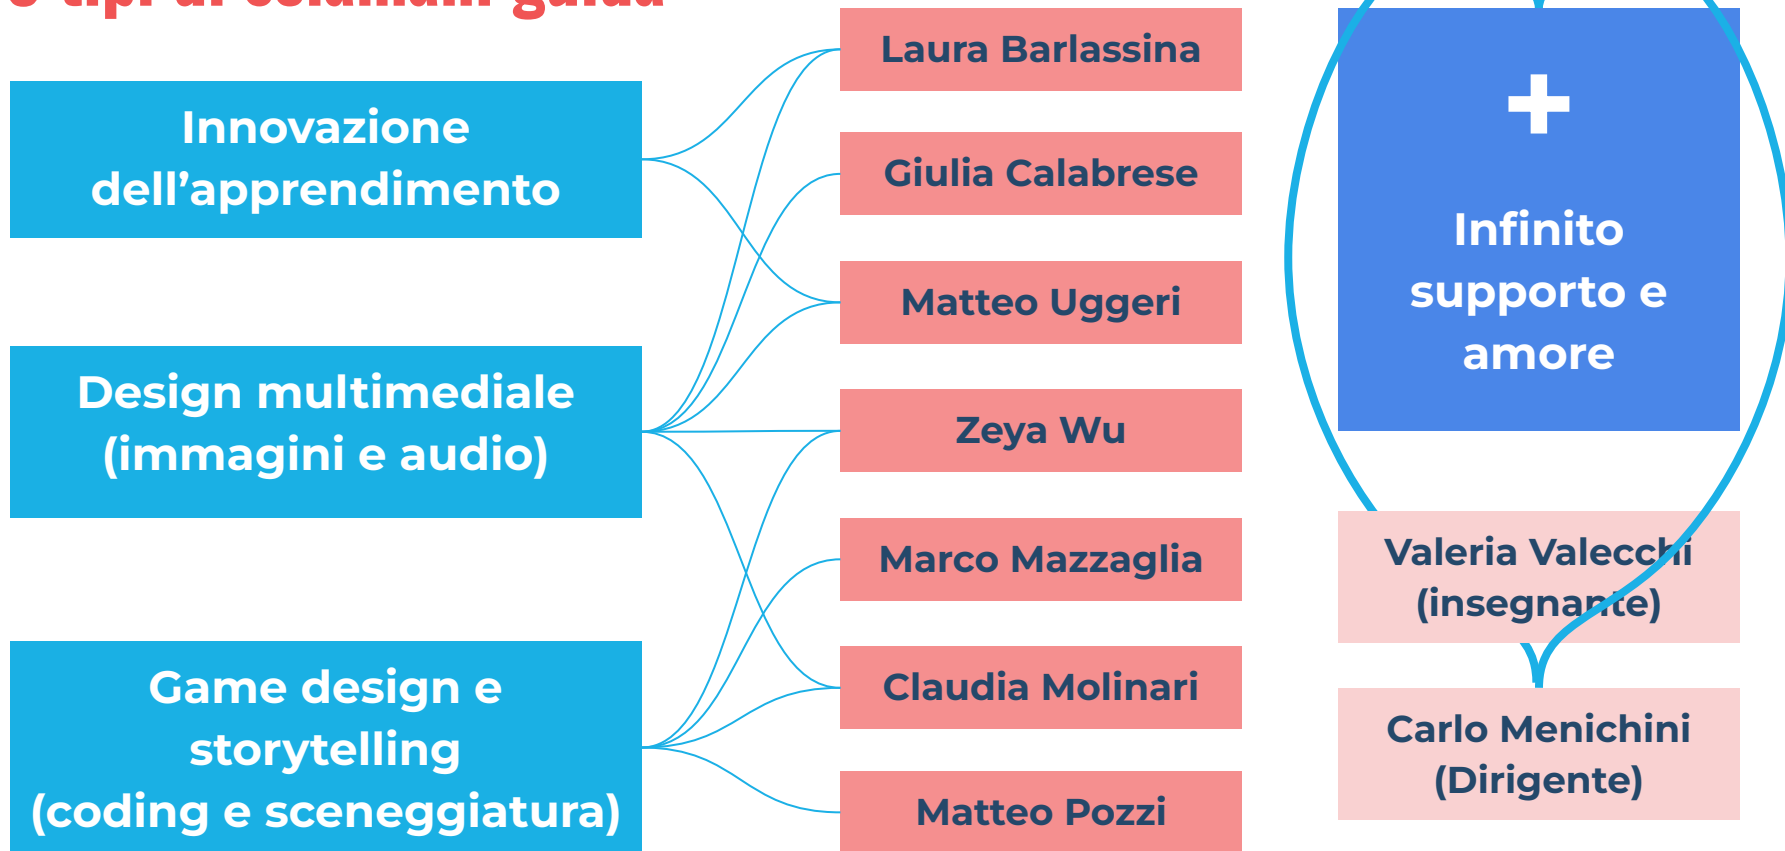 guida
Innovazione
dell’apprendimento
Design multimediale
(immagini e audio)
Game design e
storytelling
(coding e sceneggiatura)
Laura Barlassina
Giulia Calabrese
Matteo Uggeri
Zeya Wu
Marco Mazzaglia
Claudia Molinari
Matteo Pozzi
+
Infinito
supporto e
amore
Valeria Valecchi
(insegnante)
Carlo Menichini
(Dirigente)